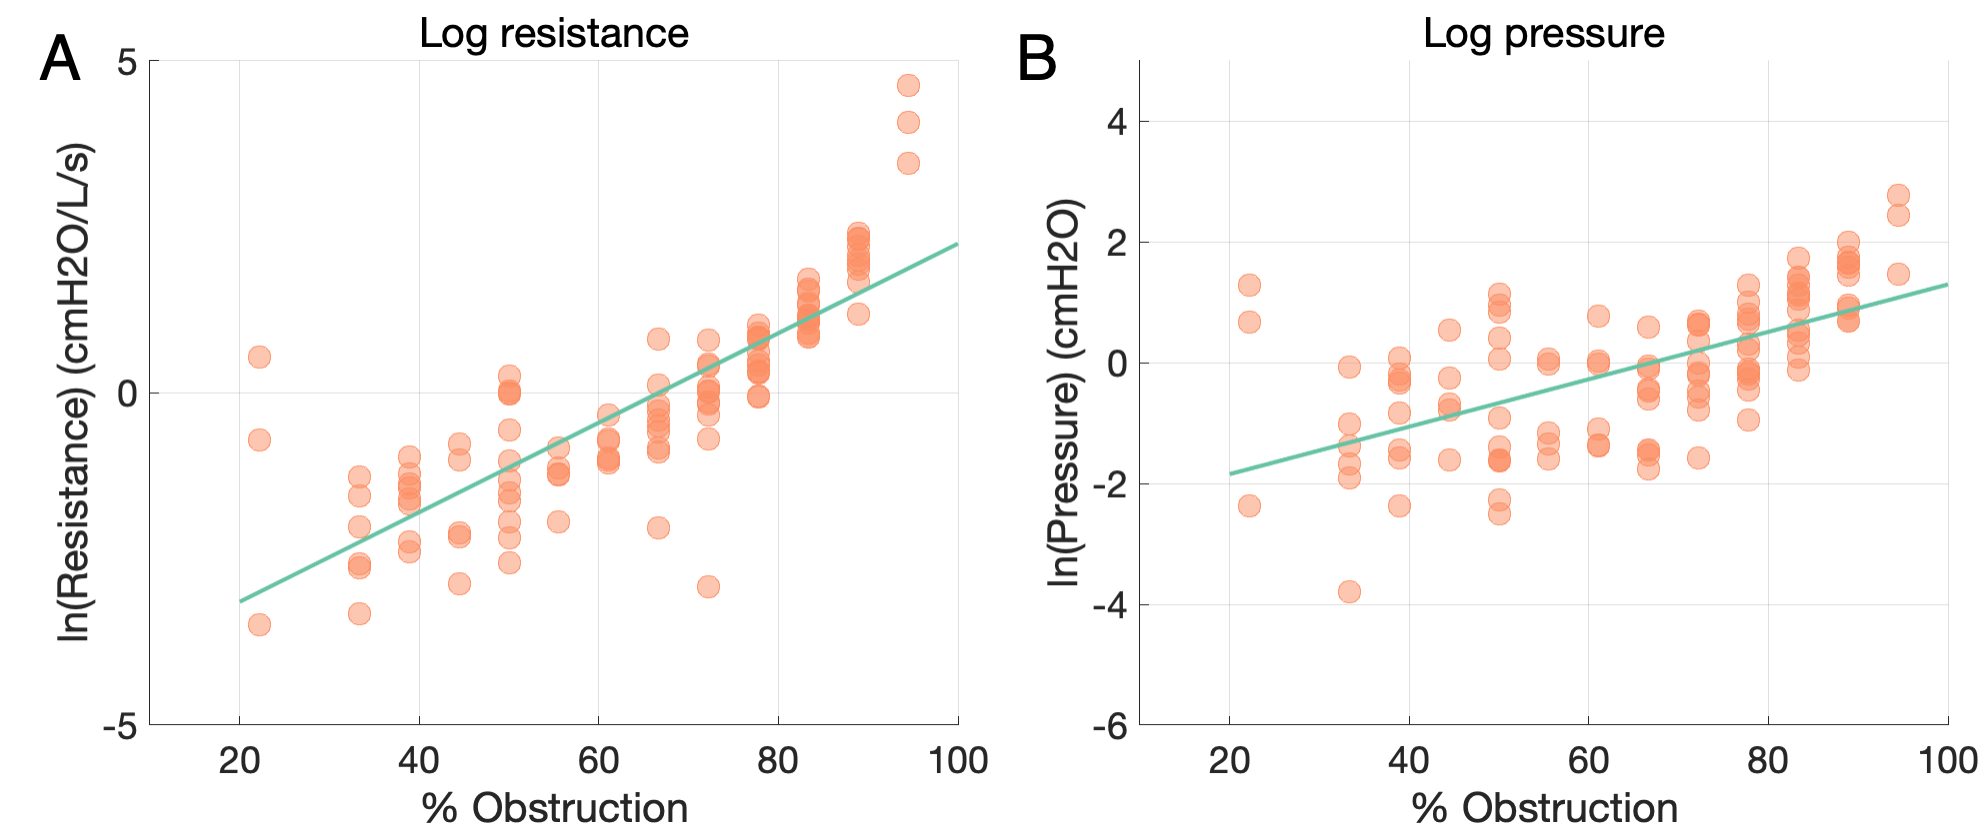 A
Log resistance
ln(Resistance) (cmH2O/L/s)
5
0
-5
20 40 60 80 100
% Obstruction
B
Log pressure
ln(Pressure) (cmH2O)
4
2
0
-2
-4
-6
20 40 60 80 100
% Obstruction